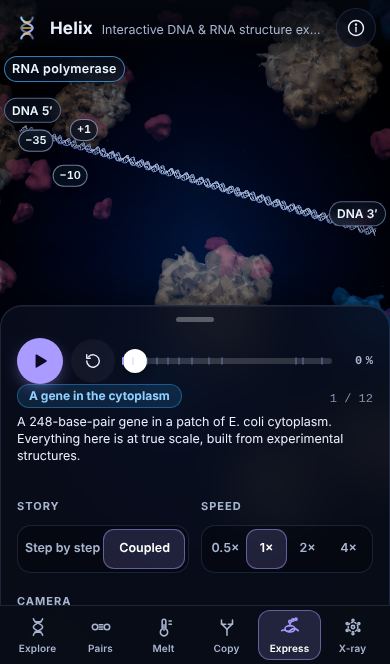 Helix
Interactive DNA & RNA structure ex...
RNA polymerase
DNA 5′
+1
−35
−10
DNA 3′
0 %
A gene in the cytoplasm
1 / 12
A 248-base-pair gene in a patch of E. coli cytoplasm.
Everything here is at true scale, built from experimental
structures.
STORY
SPEED
Step by step
Coupled
0.5×
1×
2×
4×
CAMERA
Explore
Pairs
Melt
Copy
Express
X-ray